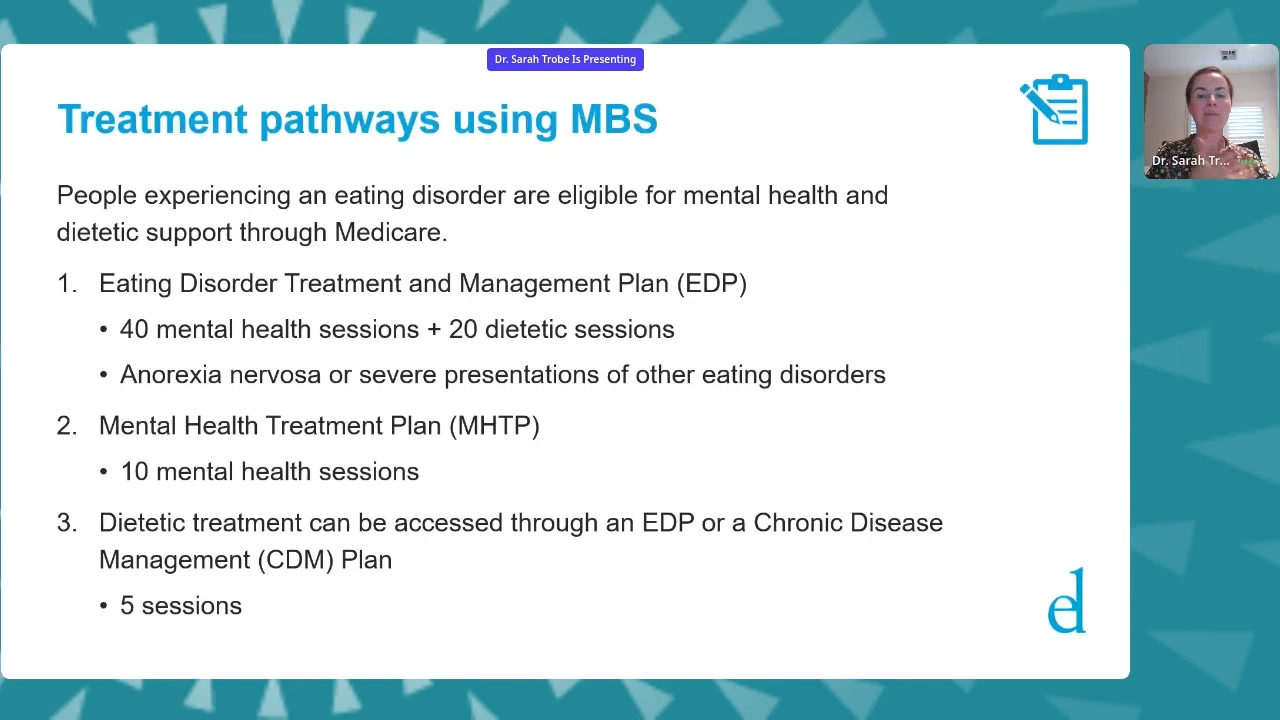 Dr. Sarah Trobe Is Presenting
Treatment pathways using MBS
People experiencing an eating disorder are eligible for mental health and
dietetic support through Medicare.
1. Eating Disorder Treatment and Management Plan (EDP)
• 40 mental health sessions + 20 dietetic sessions
• Anorexia nervosa or severe presentations of other eating disorders
2. Mental Health Treatment Plan (MHTP)
• 10 mental health sessions
3. Dietetic treatment can be accessed through an EDP or a Chronic Disease
Management (CDM) Plan
• 5 sessions
ed
Dr. Sarah Tr...